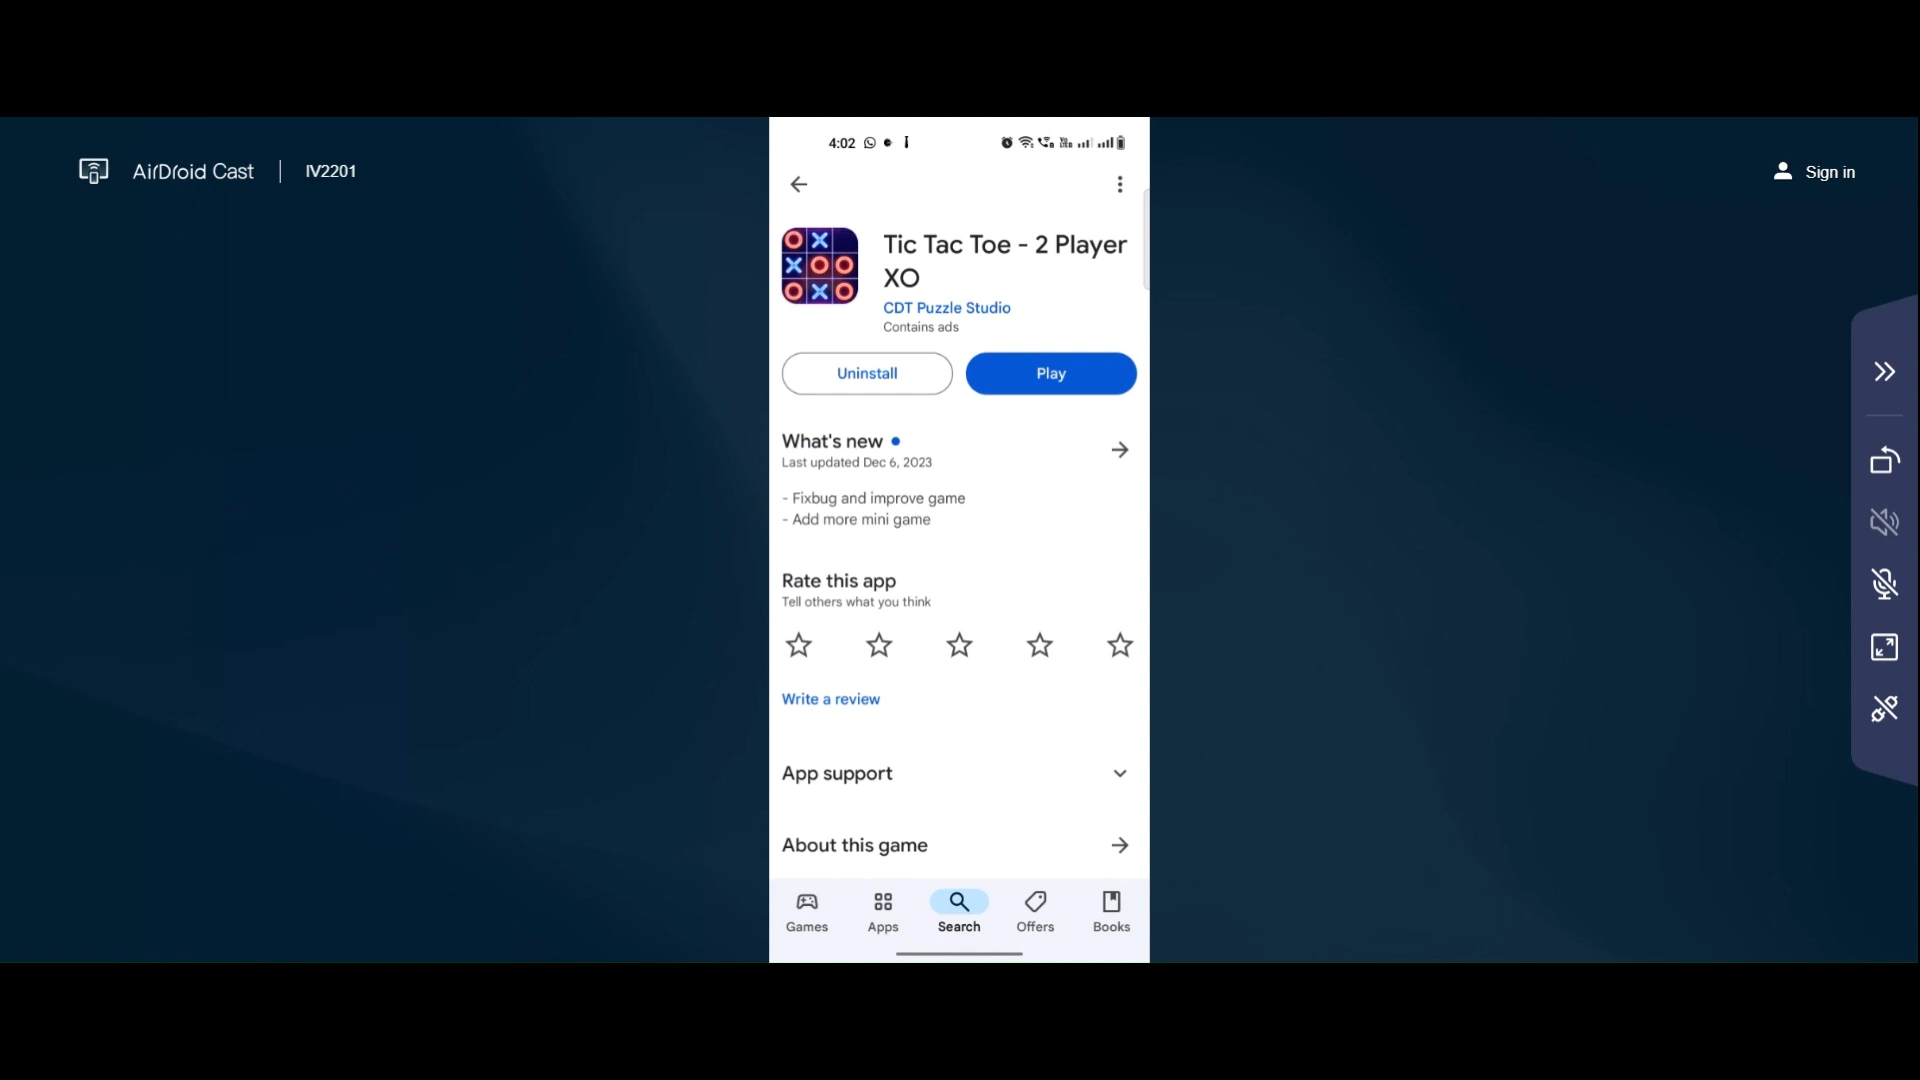 4:02
AirDroid Cast
IV2201
Sign in
Tic Tac Toe - 2 Player
XO
CDT Puzzle Studio
Contains ads
Uninstall
Play
What's new
Last updated Dec 6, 2023
- Fixbug and improve game
- Add more mini game
Rate this app
Tell others what you think
Write a review
App support
About this game
Games
Apps
Search
Offers
Books